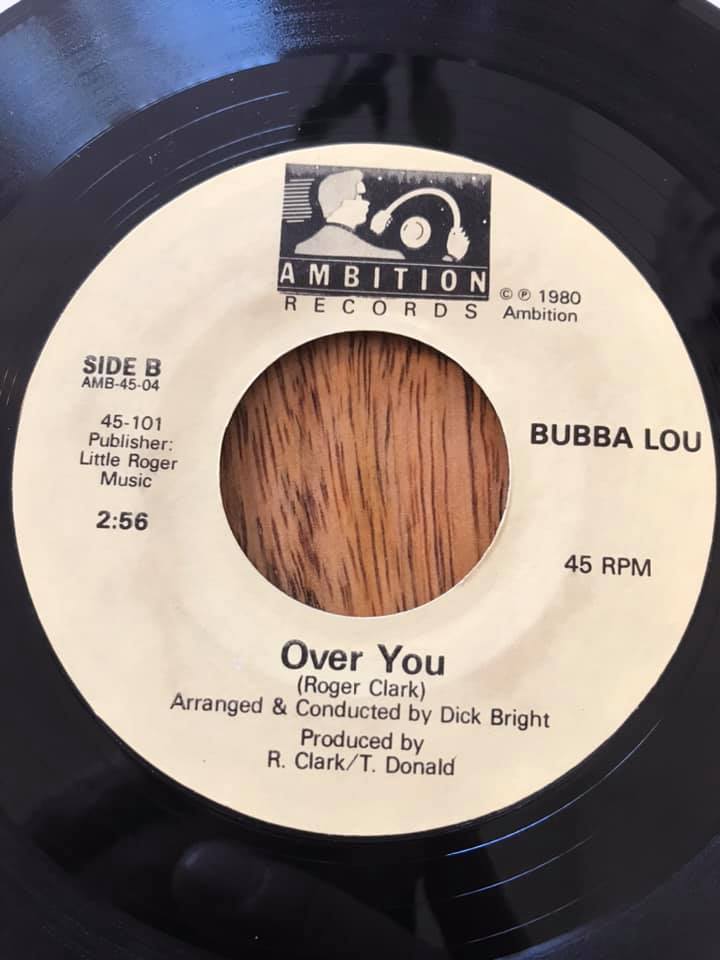 AMBITION
RECORDS
© ℗ 1980
Ambition
SIDE B
AMB-45-04
45-101
Publisher:
Little Roger
Music
2:56
BUBBA LOU
45 RPM
Over You
(Roger Clark)
Arranged & Conducted by Dick Bright
Produced by
R. Clark/T. Donald